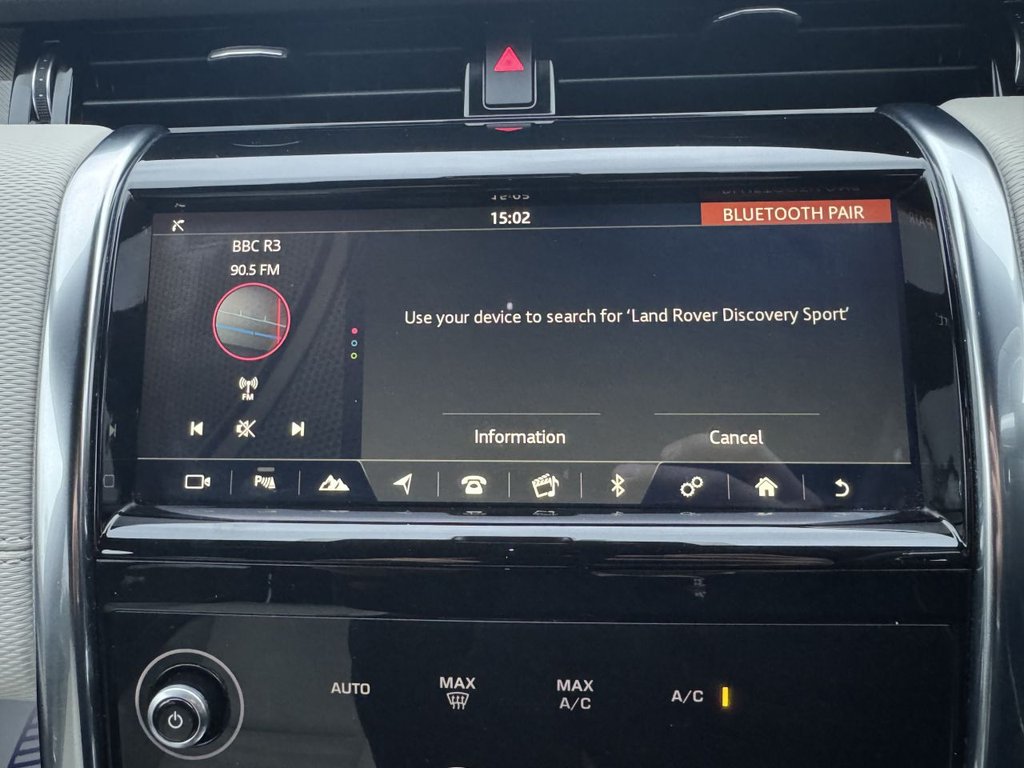 15:02
BLUETOOTH PAIR
BBC R3
90.5 FM
Use your device to search for ‘Land Rover Discovery Sport’
FM
Information
Cancel
P
AUTO
MAX
MAX
A/C
A/C